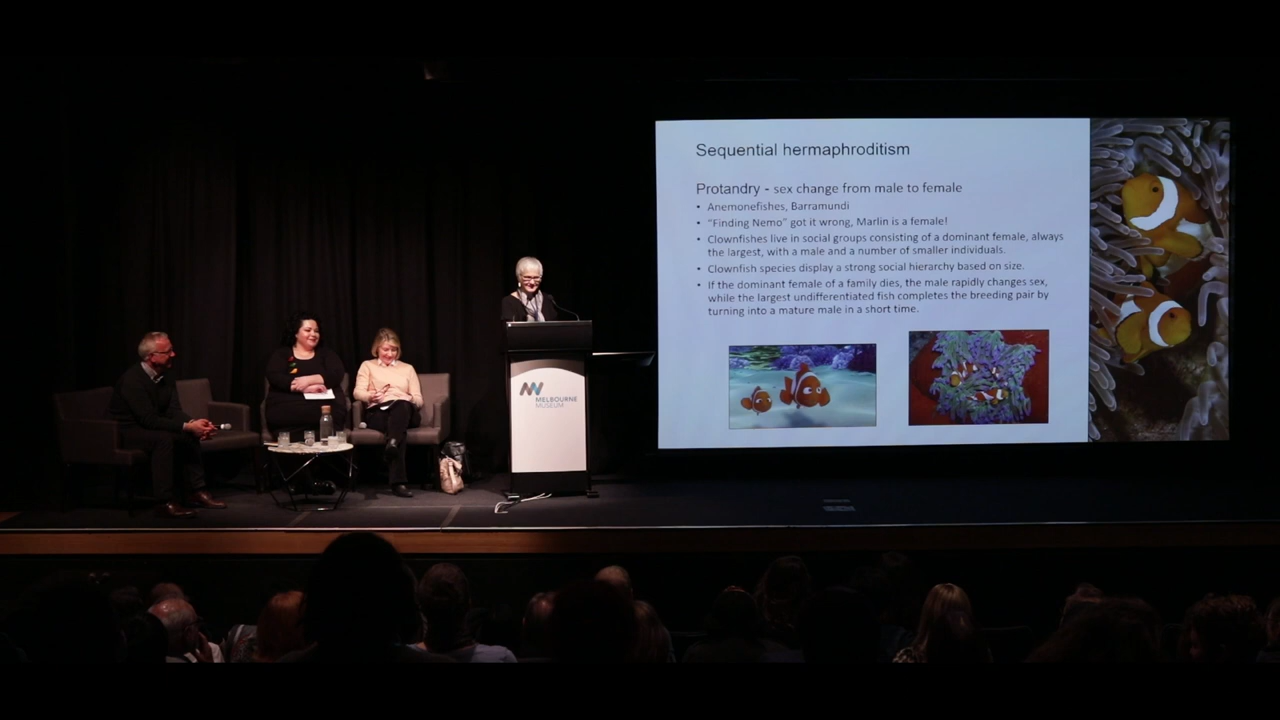 Sequential hermaphroditism
Protandry - sex change from male to female
• Anemonefishes, Barramundi
• "Finding Nemo" got it wrong, Marlin is a female!
• Clownfishes live in social groups consisting of a dominant female, always
the largest, with a male and a number of smaller individuals.
• Clownfish species display a strong social hierarchy based on size.
• If the dominant female of a family dies, the male rapidly changes sex,
while the largest undifferentiated fish completes the breeding pair by
turning into a mature male in a short time.
MELBOURNE
MUSEUM